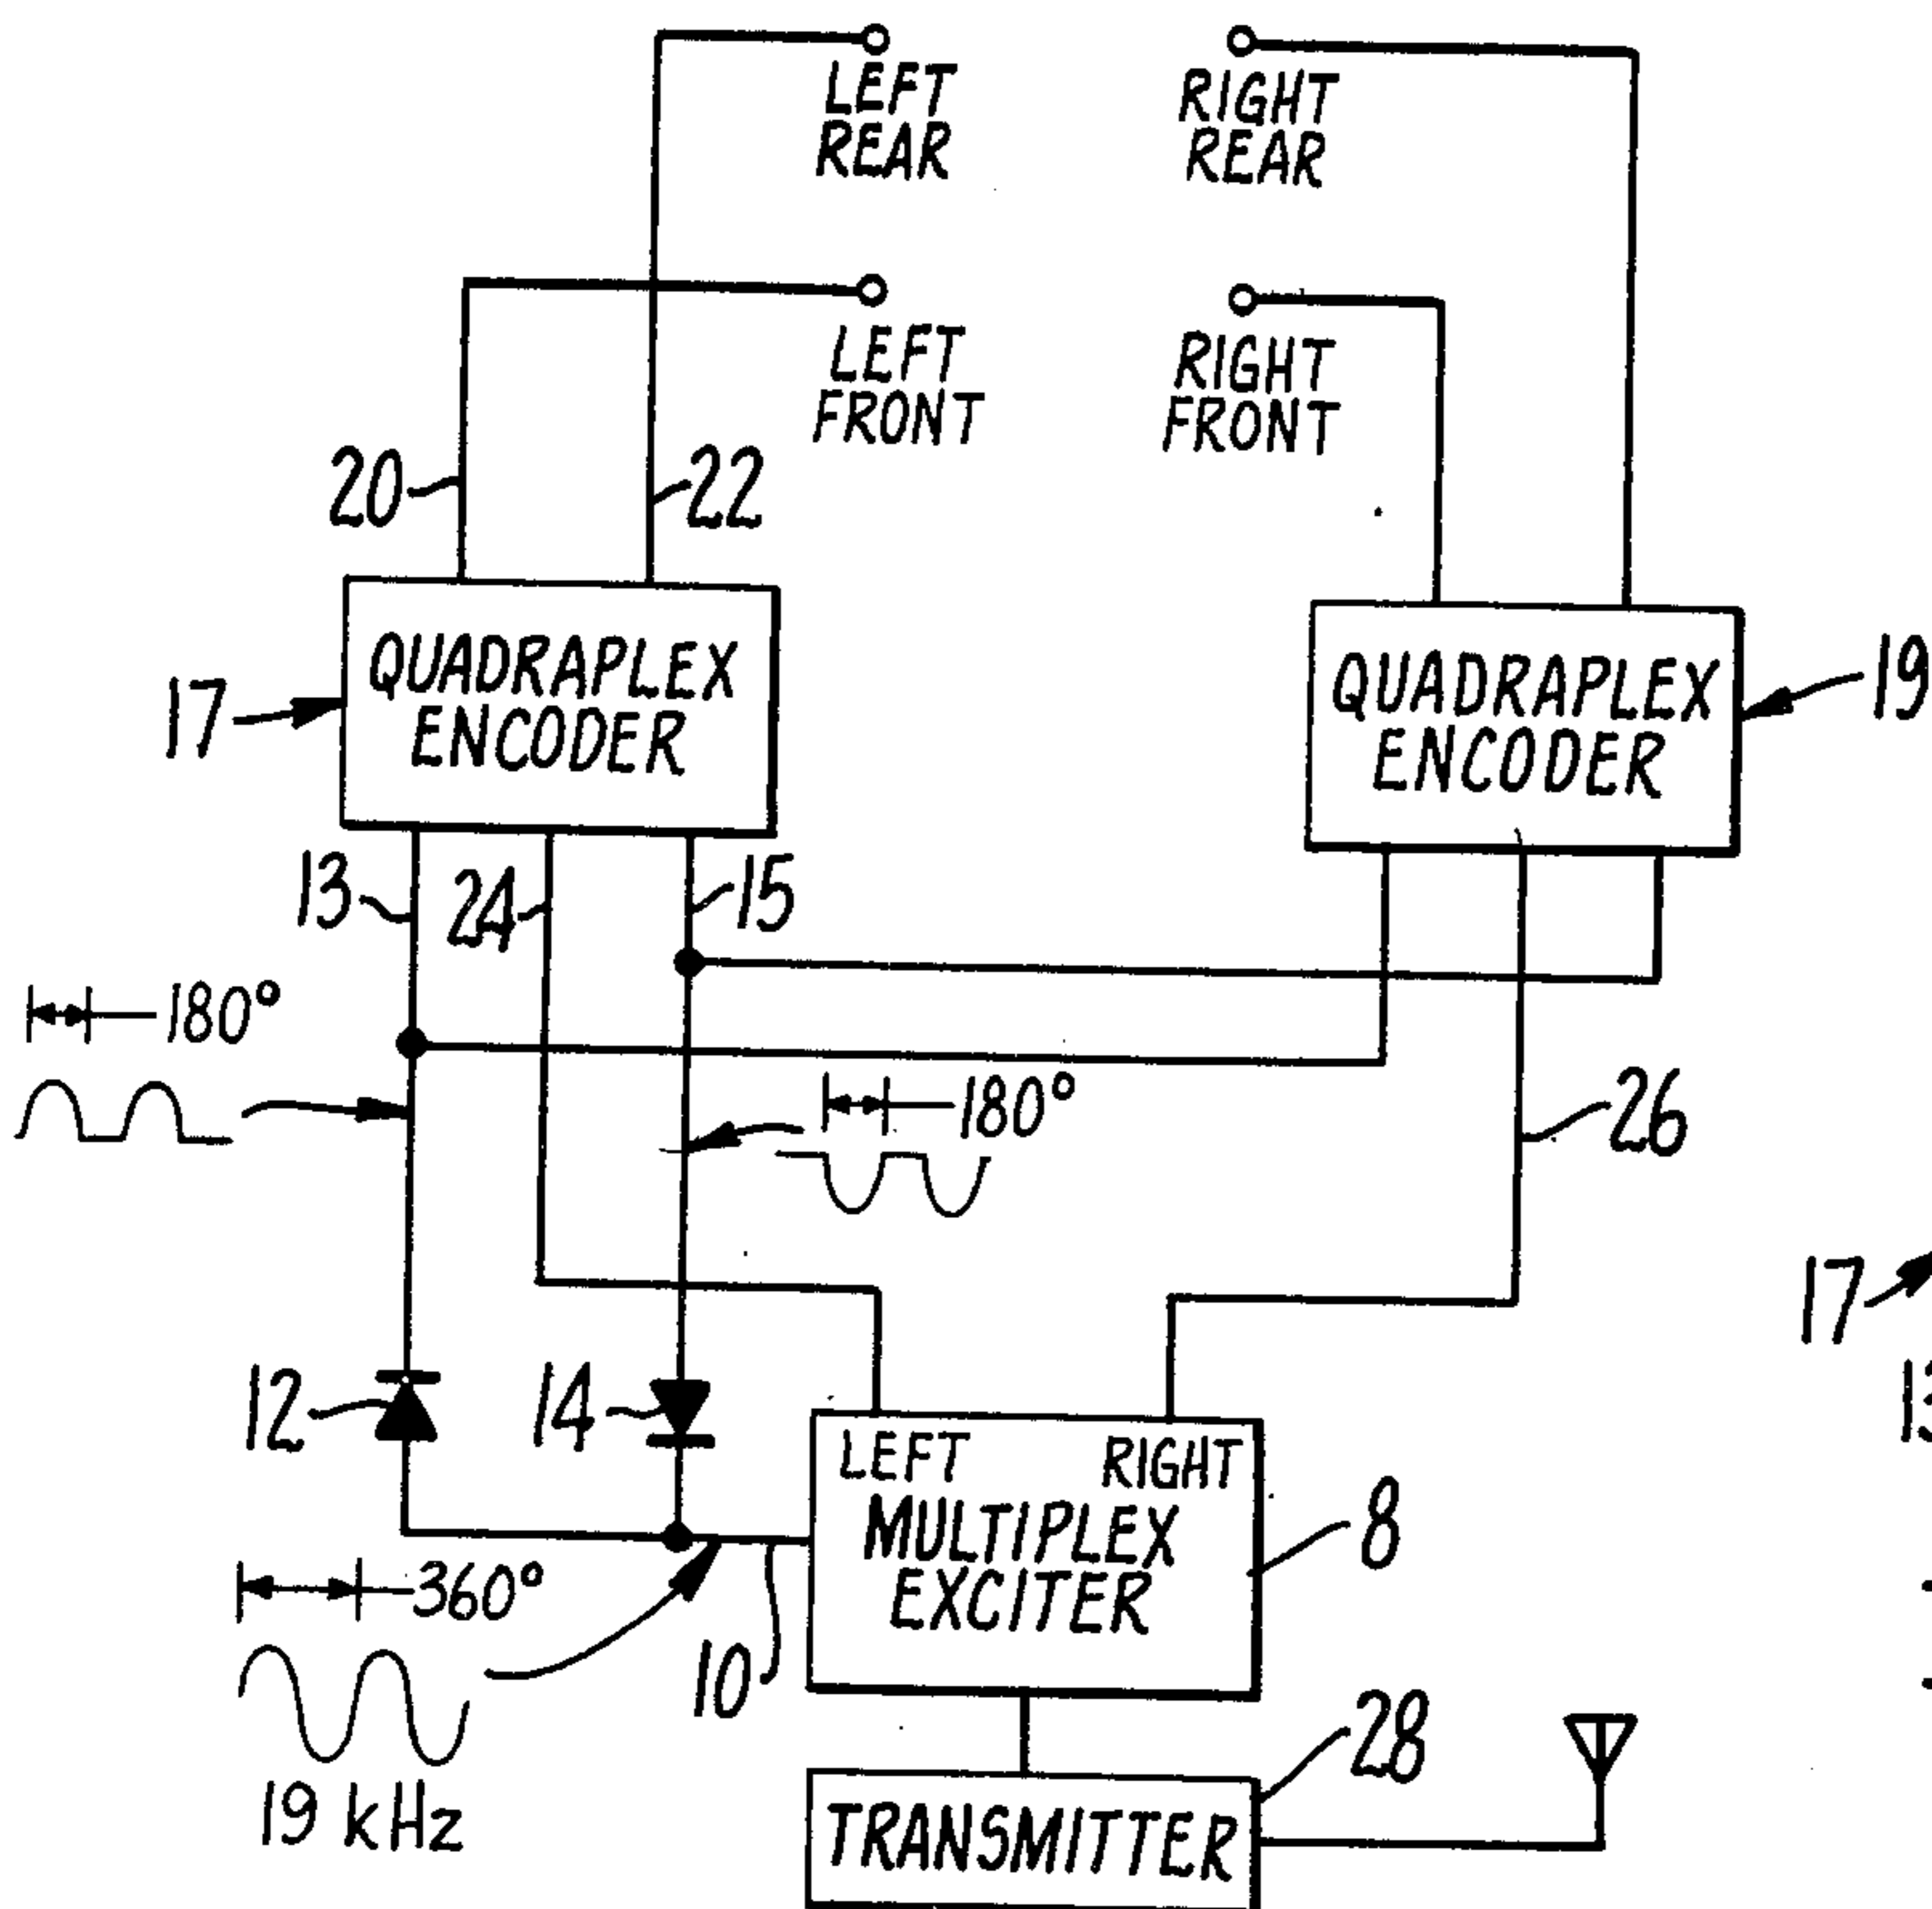 LEFT
REAR
RIGHT
REAR
LEFT
FRONT
RIGHT
FRONT
20
22
QUADRAPLEX
ENCODER
17
QUADRAPLEX
ENCODER
19
13
24
15
180°
180°
26
17
12
14
LEFT
RIGHT
MULTIPLEX
EXCITER
8
360°
10
19 kHz
28
TRANSMITTER